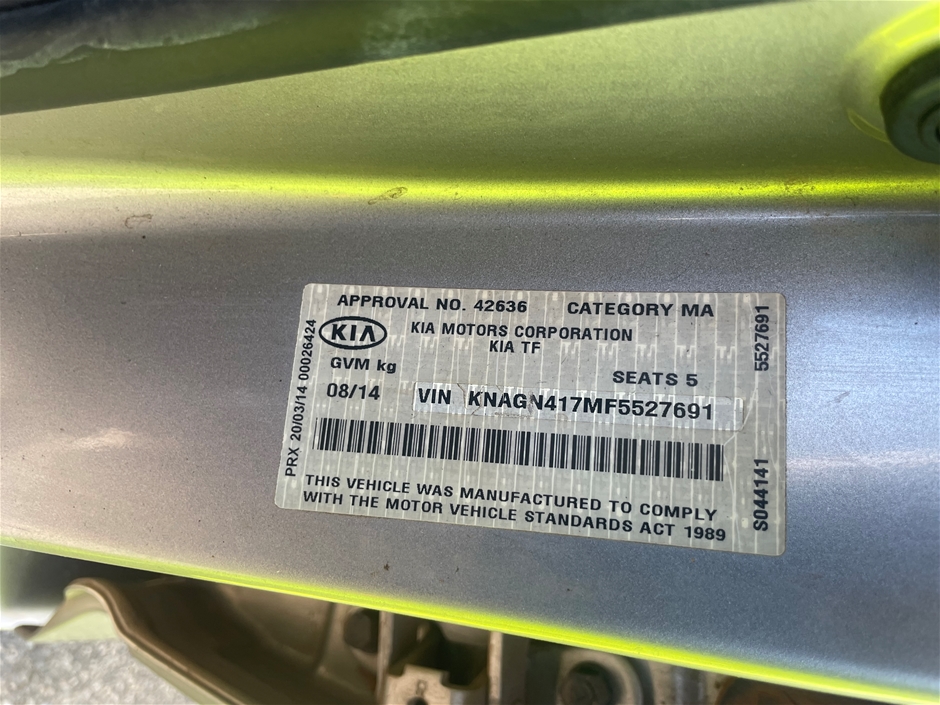 APPROVAL NO. 42636 CATEGORY MA
KIA
KIA MOTORS CORPORATION
KIA TF
GVM kg
SEATS 5
08/14
VIN KNAGN417MF5527691
THIS VEHICLE WAS MANUFACTURED TO COMPLY
WITH THE MOTOR VEHICLE STANDARDS ACT 1989
PRX 20/03/14 00026424
S044141
5527691